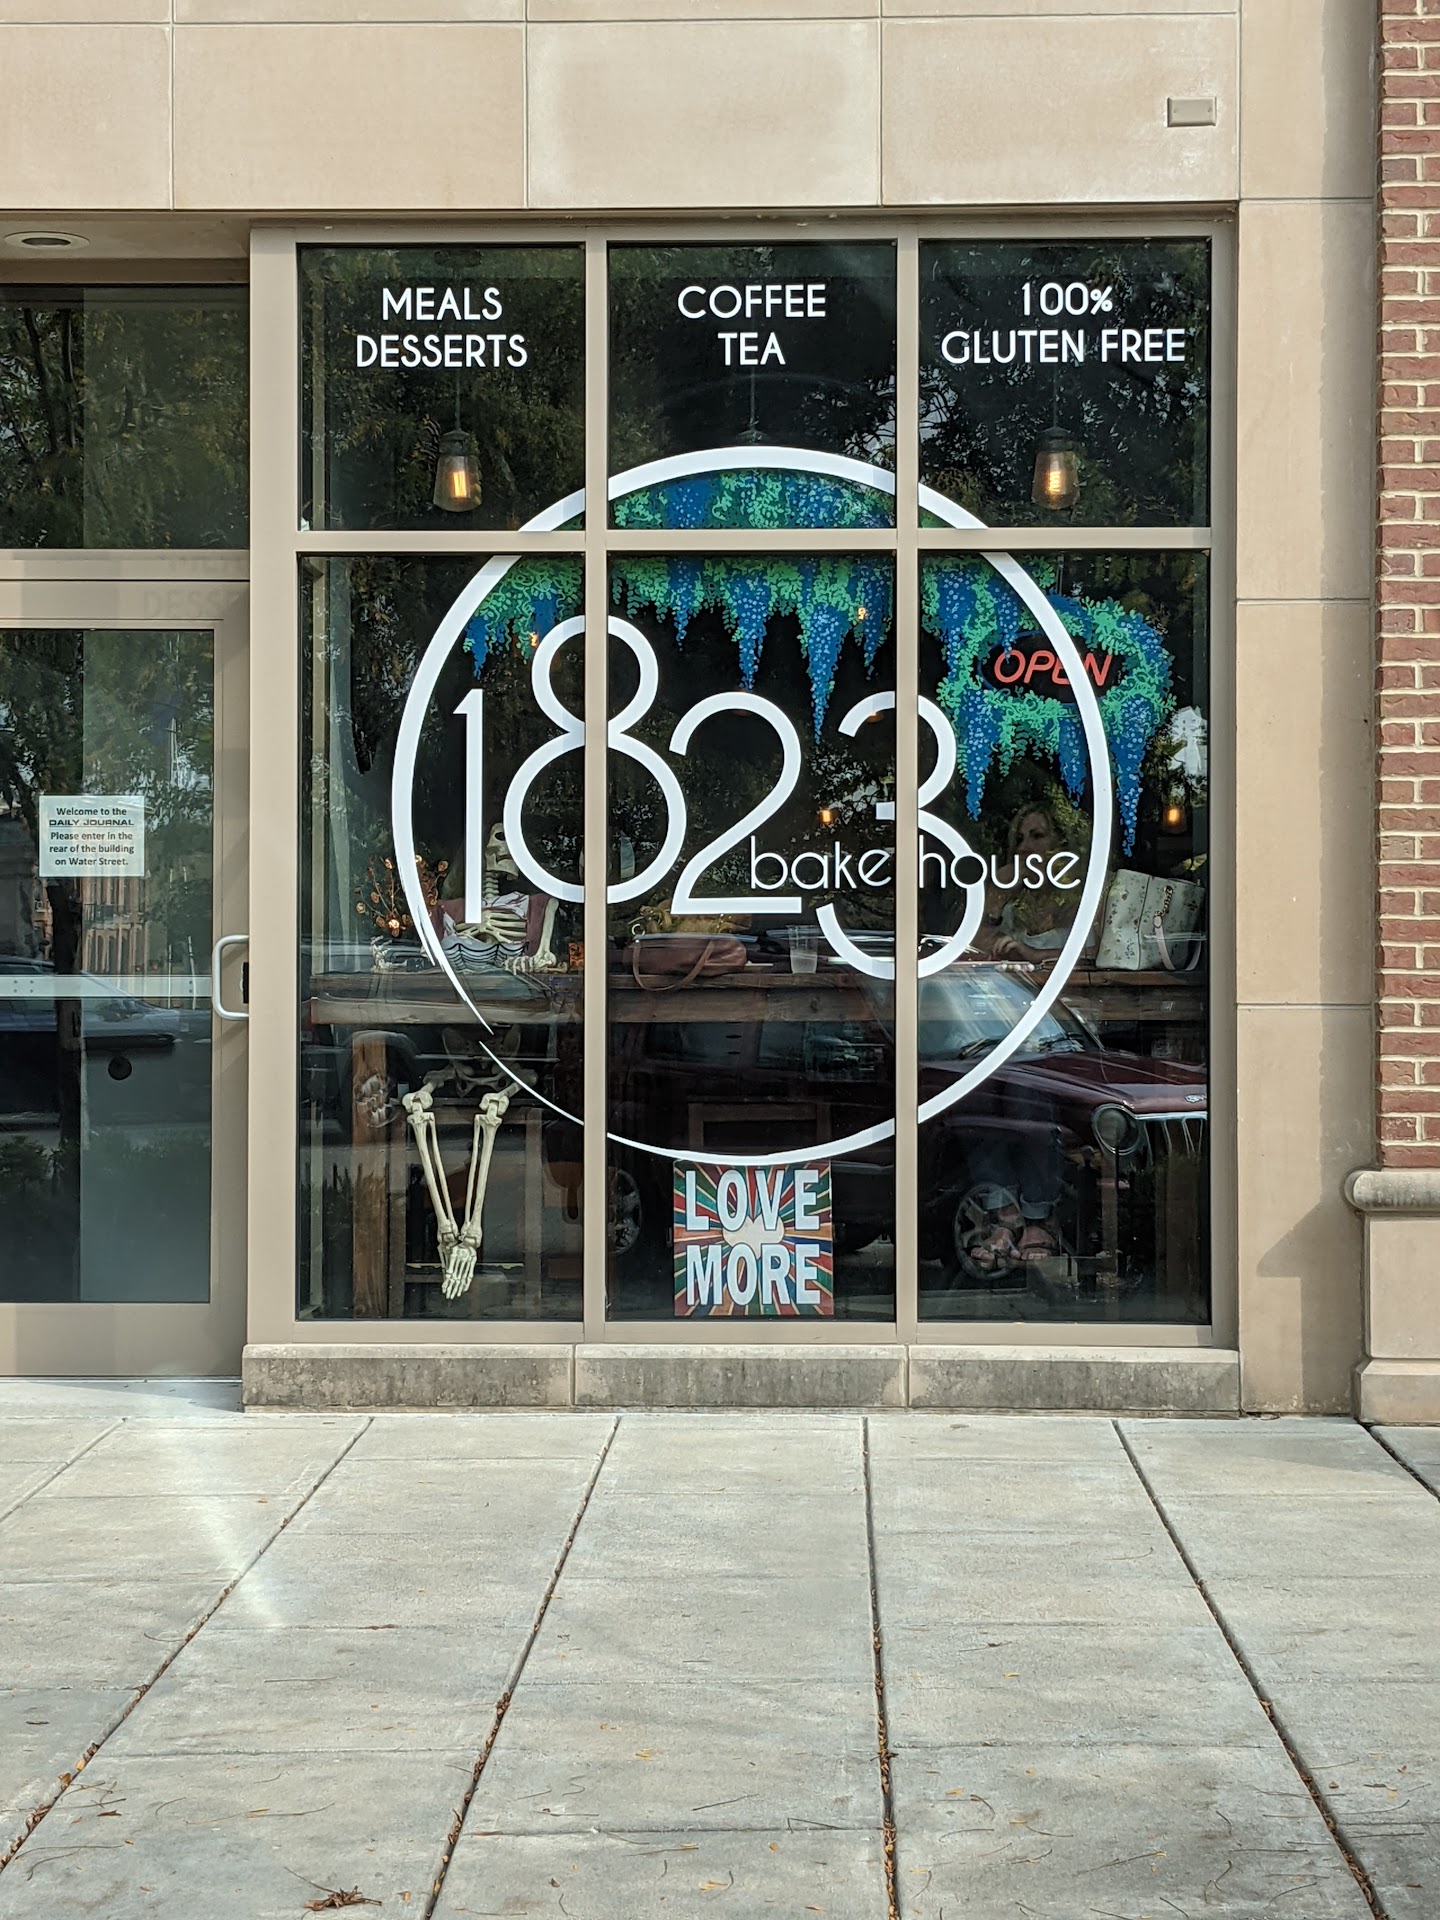 MEALS
DESSERTS
COFFEE
TEA
100%
GLUTEN FREE
OPEN
1823
bake house
Welcome to the
DAILY JOURNAL
Please enter in the
rear of the building
on Water Street.
LOVE
MORE